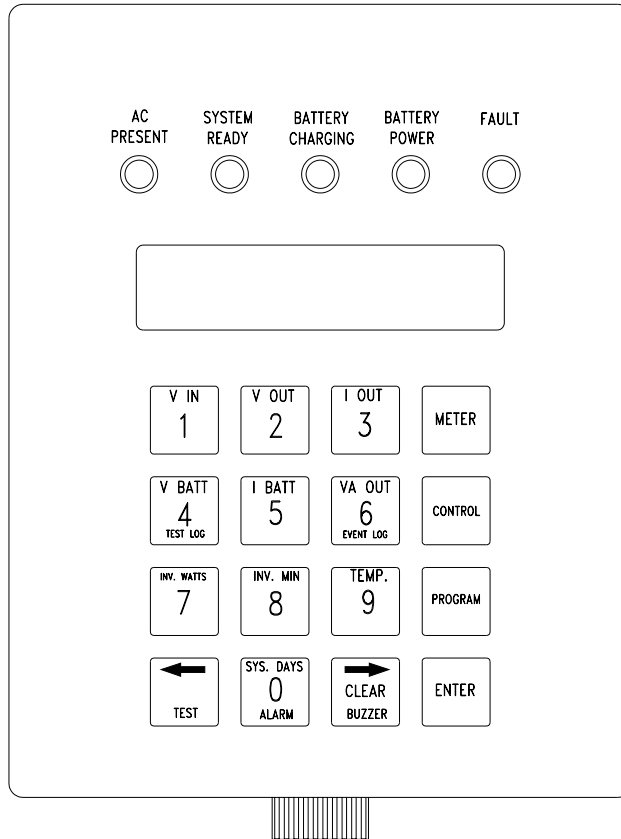 AC PRESENT
SYSTEM READY
BATTERY CHARGING
BATTERY POWER
FAULT
V IN
1
V OUT
2
I OUT
3
METER
V BATT
4
TEST LOG
I BATT
5
VA OUT
6
EVENT LOG
CONTROL
INV. WATTS
7
INV. MIN
8
TEMP.
9
PROGRAM
TEST
SYS. DAYS
0
ALARM
CLEAR
BUZZER
ENTER